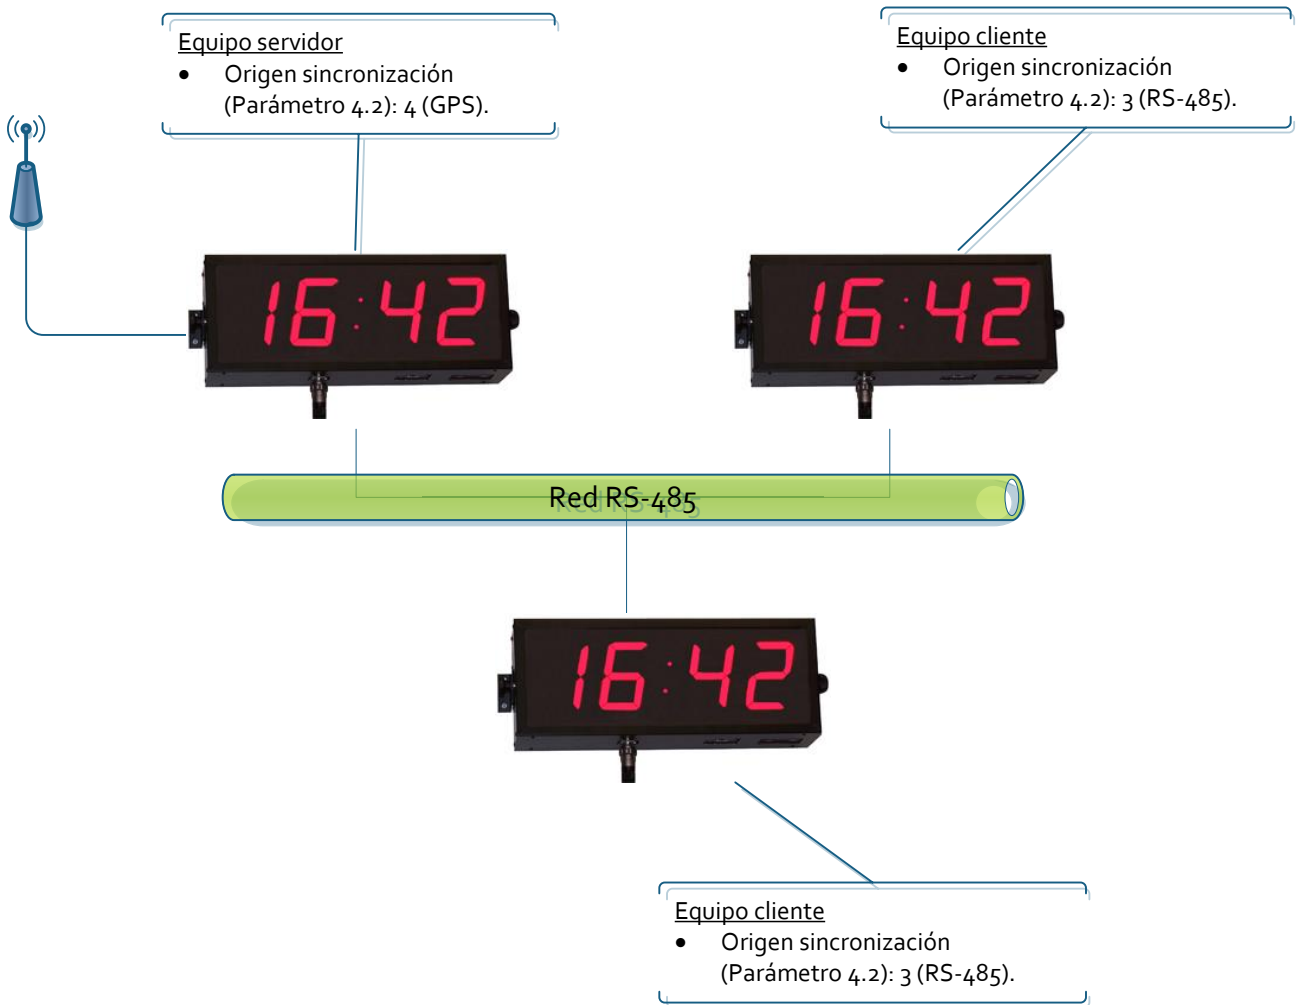 Equipo servidor
• Origen sincronización
(Parámetro 4.2): 4 (GPS).
Equipo cliente
• Origen sincronización
(Parámetro 4.2): 3 (RS-485).
16:42
16:42
Red RS-485
16:42
Equipo cliente
• Origen sincronización
(Parámetro 4.2): 3 (RS-485).